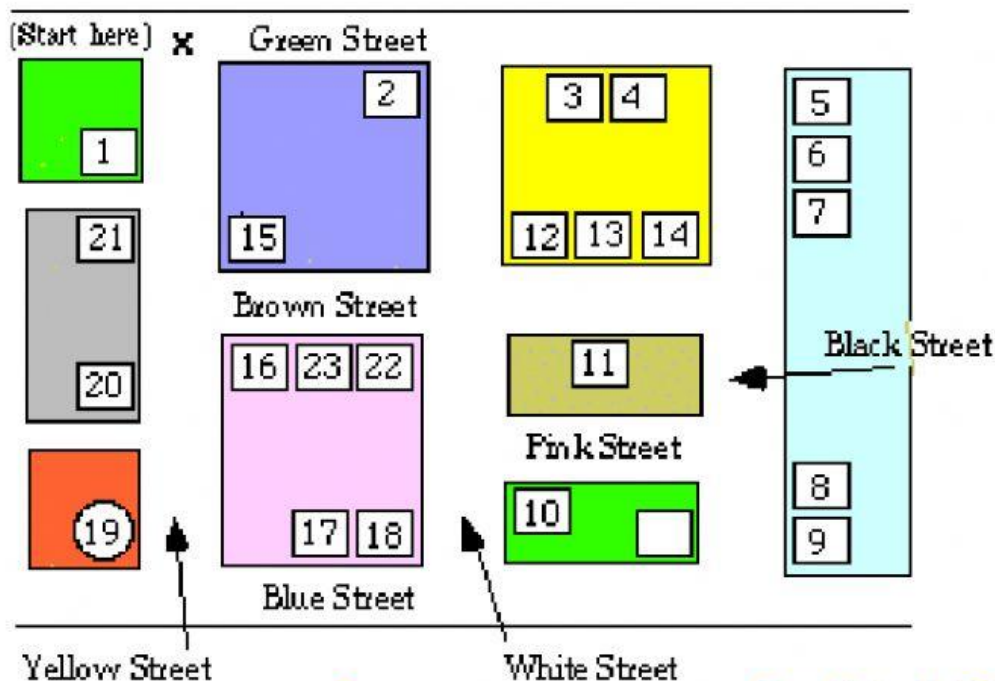 (Start here) X Green Street
1
2
3 4
5
6
7
21
15
12 13 14
Brown Street
20
16 23 22
11
Black Street
Pink Street
19
17 18
10
8
9
Blue Street
Yellow Street
White Street